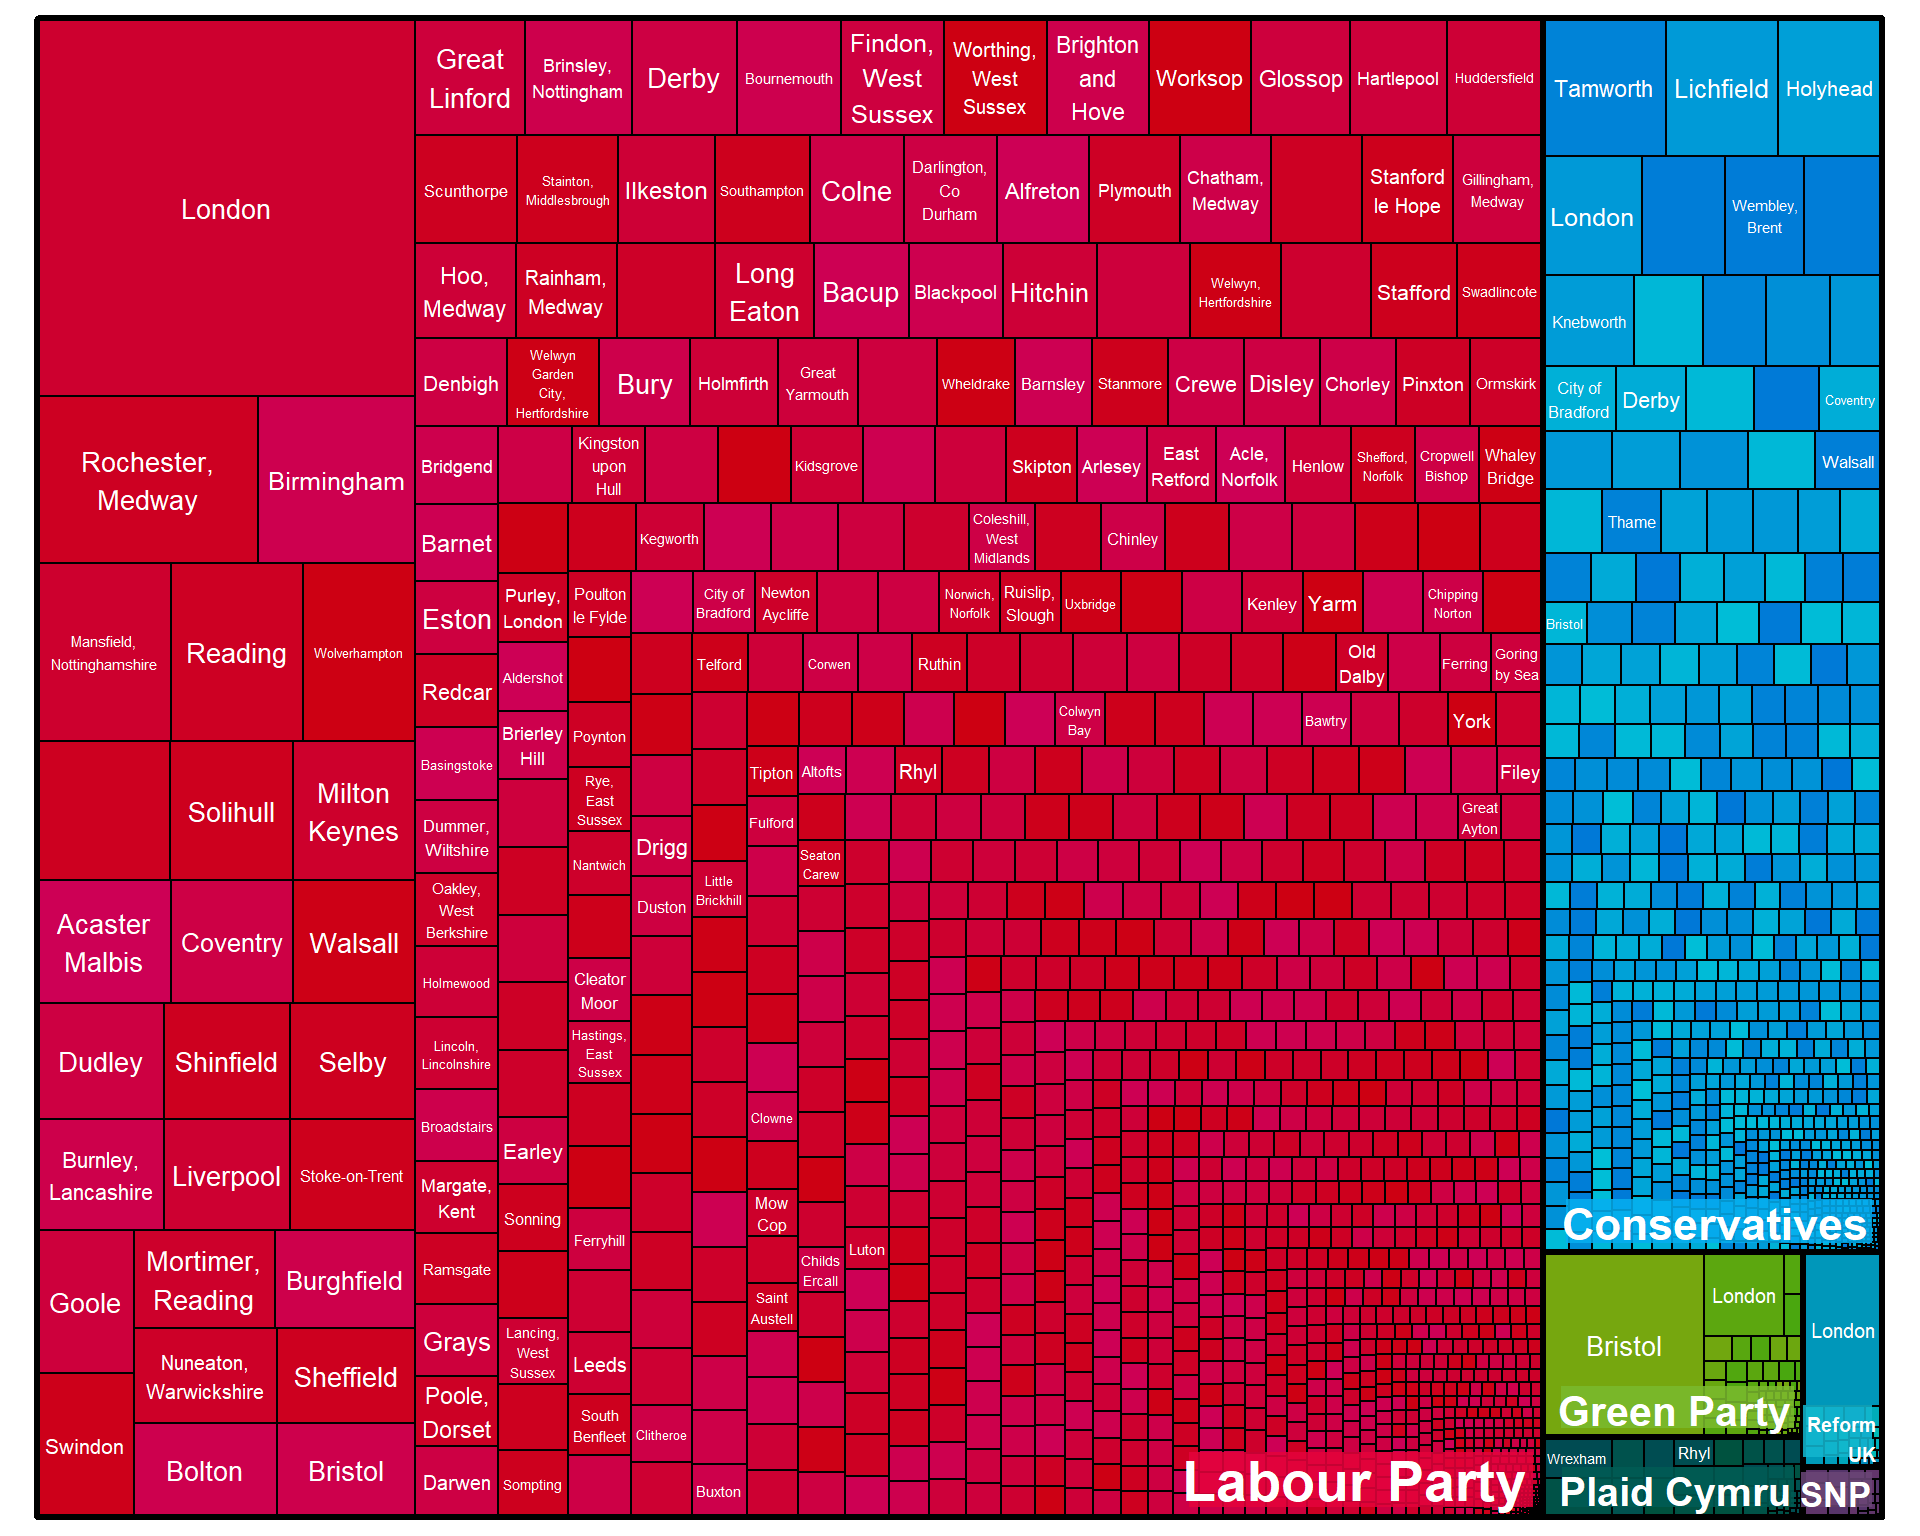 London
Rochester,
Medway
Birmingham
Mansfield,
Nottinghamshire
Reading
Wolverhampton
Solihull
Milton
Keynes
Acaster
Malbis
Coventry
Walsall
Dudley
Shinfield
Selby
Burnley,
Lancashire
Liverpool
Stoke-on-Trent
Goole
Mortimer,
Reading
Burghfield
Nuneaton,
Warwickshire
Sheffield
Swindon
Bolton
Bristol
Great
Linford
Brinsley,
Nottingham
Derby
Bournemouth
Findon,
West
Sussex
Worthing,
West
Sussex
Brighton
and
Hove
Worksop
Glossop
Hartlepool
Huddersfield
Scunthorpe
Stainton,
Middlesbrough
Ilkeston
Southampton
Colne
Darlington,
Co
Durham
Alfreton
Plymouth
Chatham,
Medway
Stanford
le Hope
Gillingham,
Medway
Hoo,
Medway
Rainham,
Medway
Long
Eaton
Bacup
Blackpool
Hitchin
Welwyn,
Hertfordshire
Stafford
Swadlincote
Denbigh
Welwyn
Garden
City,
Hertfordshire
Bury
Holmfirth
Great
Yarmouth
Wheldrake
Barnsley
Stanmore
Crewe
Disley
Chorley
Pinxton
Ormskirk
Bridgend
Kingston
upon
Hull
Kidsgrove
Skipton
Arlesey
East
Retford
Acle,
Norfolk
Henlow
Shefford,
Norfolk
Cropwell
Bishop
Whaley
Bridge
Barnet
Kegworth
Coleshill,
West
Midlands
Chinley
Eston
Purley,
London
Poulton
le Fylde
City of
Bradford
Newton
Aycliffe
Norwich,
Norfolk
Ruislip,
Slough
Uxbridge
Kenley
Yarm
Chipping
Norton
Redcar
Aldershot
Telford
Corwen
Ruthin
Old
Dalby
Ferring
Goring
by Sea
Basingstoke
Brierley
Hill
Poynton
Colwyn
Bay
Bawtry
York
Rye,
East
Sussex
Tipton
Altofts
Rhyl
Filey
Dummer,
Wiltshire
Fulford
Great
Ayton
Nantwich
Drigg
Seaton
Carew
Oakley,
West
Berkshire
Little
Brickhill
Duston
Holmewood
Cleator
Moor
Lincoln,
Lincolnshire
Hastings,
East
Sussex
Broadstairs
Earley
Clowne
Margate,
Kent
Sonning
Mow
Cop
Ramsgate
Ferryhill
Luton
Childs
Ercall
Saint
Austell
Grays
Lancing,
West
Sussex
Leeds
Poole,
Dorset
South
Benfleet
Clitheroe
Darwen
Sompting
Buxton
Labour Party
Tamworth
Lichfield
Holyhead
London
Wembley,
Brent
Knebworth
City of
Bradford
Derby
Coventry
Walsall
Thame
Bristol
Conservatives
Bristol
London
Green Party
London
Reform
UK
Wrexham
Rhyl
Plaid Cymru
SNP